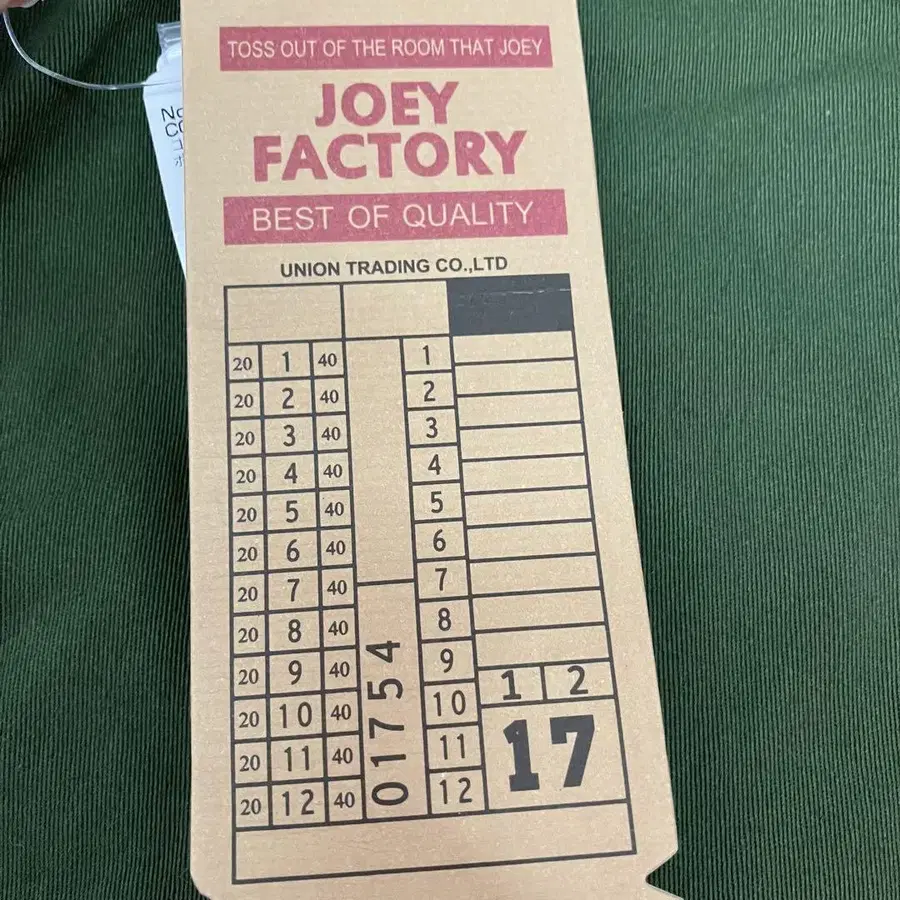 TOSS OUT OF THE ROOM THAT JOEY
JOEY
FACTORY
BEST OF QUALITY
UNION TRADING CO.,LTD
20 1 40 1
20 2 40 2
20 3 40 3
20 4 40 4
20 5 40 5
20 6 40 6
20 7 40 7
20 8 40 8
20 9 40 9
20 10 40 10
20 11 40 11
20 12 40 12
01754
1 2
17